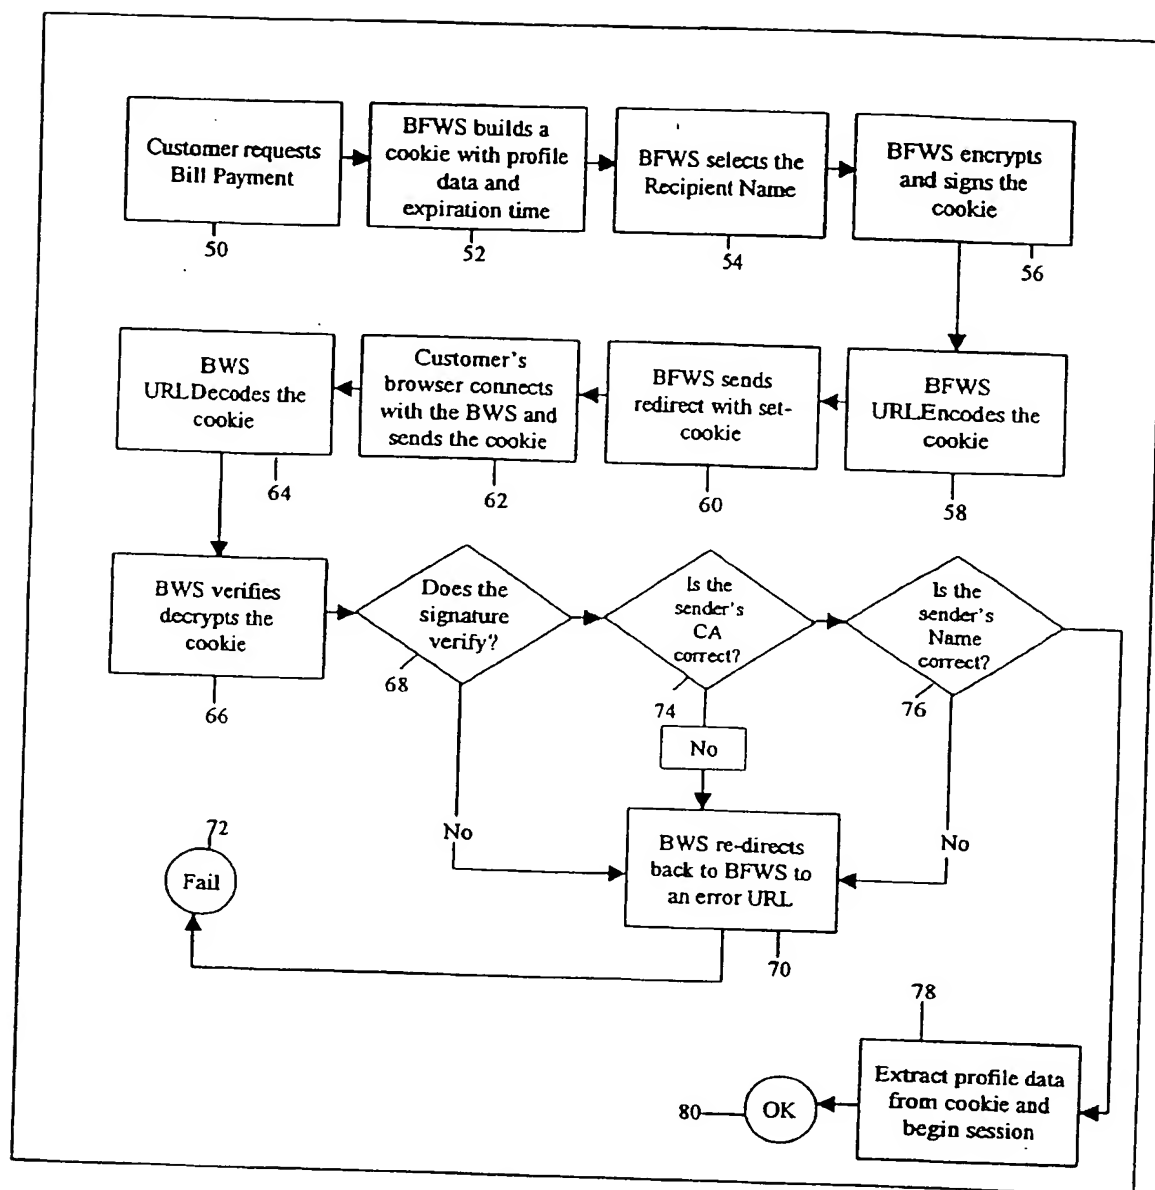 Customer requests
Bill Payment
50
BFWS builds a
cookie with profile
data and
expiration time
52
BFWS selects the
Recipient Name
54
BFWS encrypts
and signs the
cookie
56
BWS
URLDecodes the
cookie
64
Customer's
browser connects
with the BWS and
sends the cookie
62
BFWS sends
redirect with set-
cookie
60
BFWS
URLEncodes the
cookie
58
BWS verifies
decrypts the
cookie
66
Does the
signature
verify?
68
Is the
sender's
CA
correct?
74
Is the
sender's
Name
correct?
76
No
No
No
72
Fail
BWS re-directs
back to BFWS to
an error URL
70
78
Extract profile data
from cookie and
begin session
80
OK